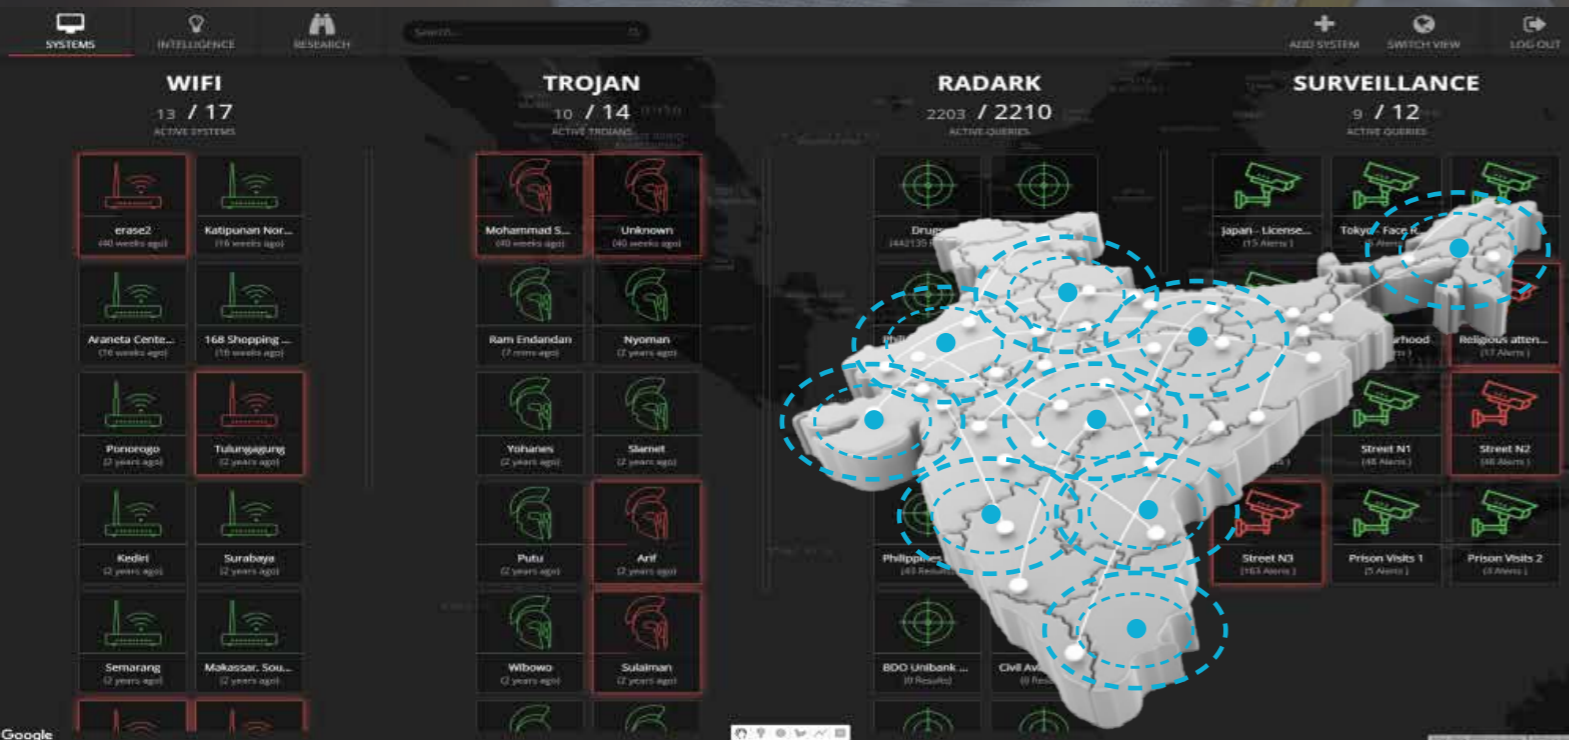 SYSTEMS
INTELLIGENCE
RESEARCH
Search...
ADD SYSTEM
SWITCH VIEW
LOG OUT
WIFI
13 / 17
ACTIVE SYSTEMS
TROJAN
10 / 14
ACTIVE TROJANS
RADARK
2203 / 2210
ACTIVE QUERIES
SURVEILLANCE
9 / 12
ACTIVE QUERIES
erase2
(40 weeks ago)
Katipunan Nor...
(16 weeks ago)
Mohammad S...
(40 weeks ago)
Unknown
(40 weeks ago)
Japan - License...
(15 Alerts )
Araneta Cente...
(16 weeks ago)
168 Shopping ...
(16 weeks ago)
Ram Endandan
(7 mins ago)
Nyoman
(2 years ago)
Religious atten...
(17 Alerts )
Ponorogo
(2 years ago)
Tulungagung
(2 years ago)
Yohanes
(2 years ago)
Slamet
(2 years ago)
Street N1
(48 Alerts )
Street N2
Kediri
(2 years ago)
Surabaya
(2 years ago)
Putu
(2 years ago)
Arif
(2 years ago)
Philippines
Street N3
(163 Alerts )
Prison Visits 1
(5 Alerts )
Prison Visits 2
Semarang
(2 years ago)
Makassar, Sou...
(2 years ago)
Wibowo
(2 years ago)
Sulaiman
(2 years ago)
BDO Unibank ...
(0 Results)
Google